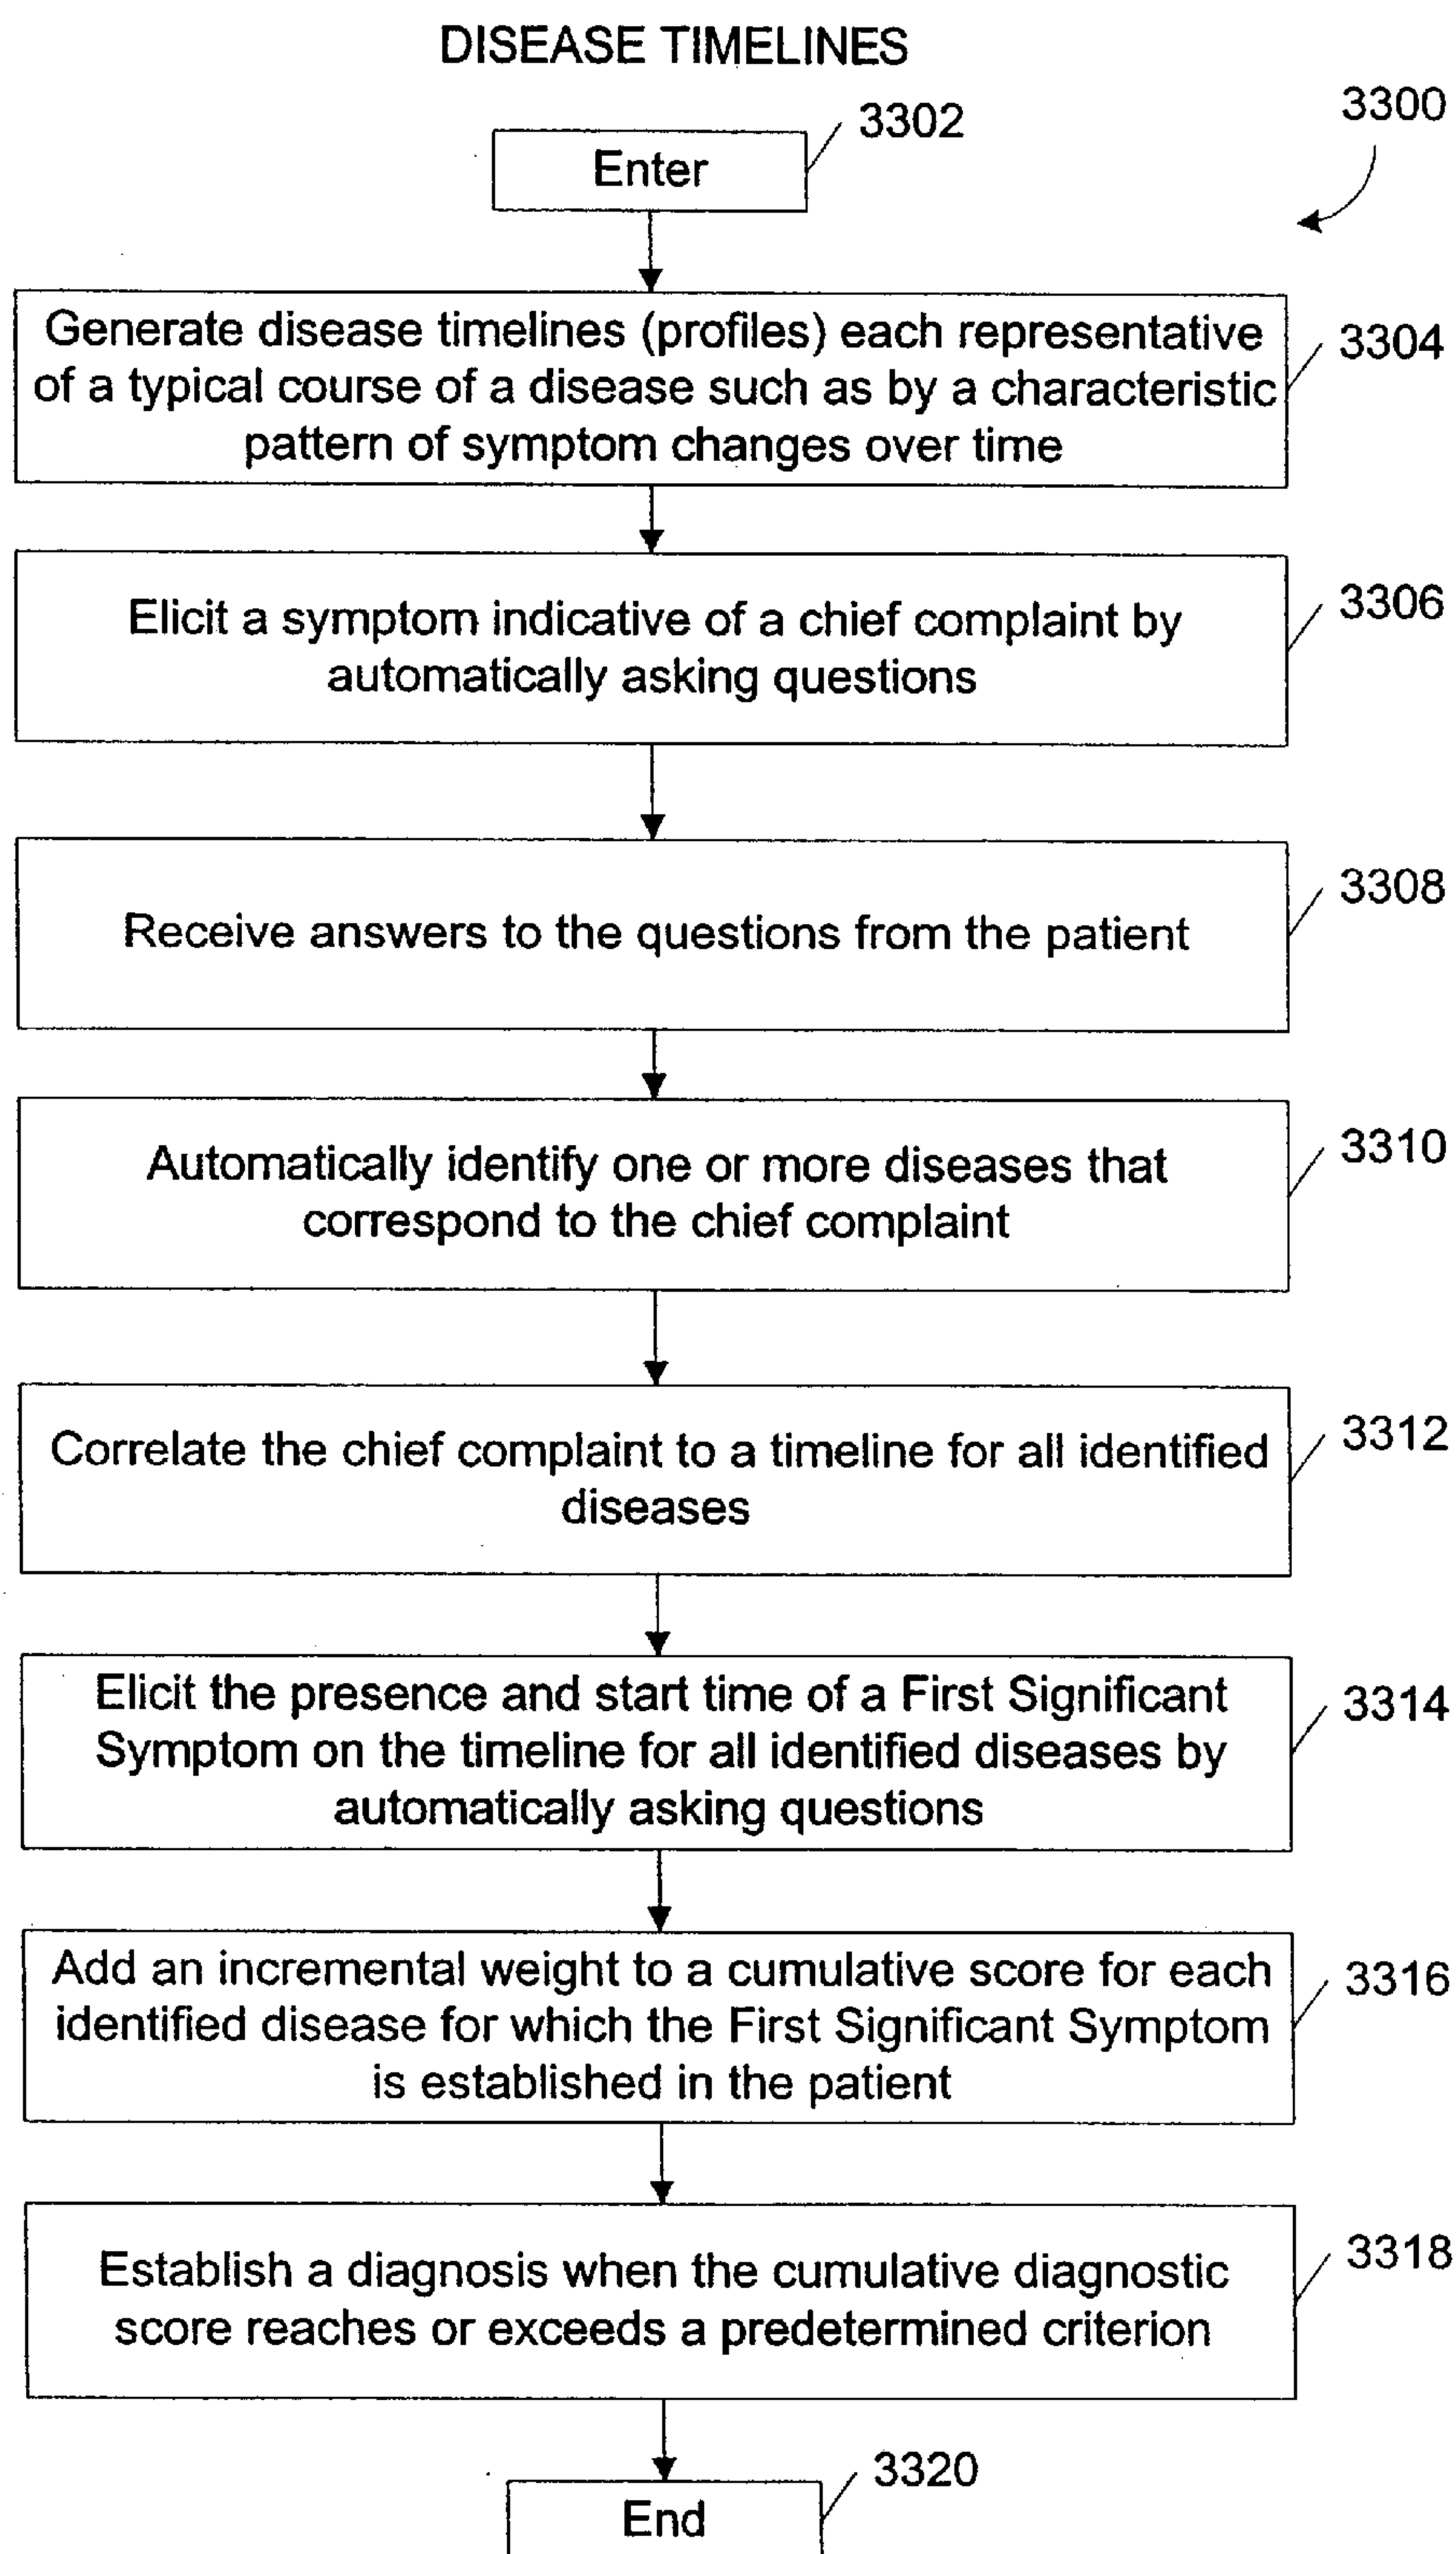 DISEASE TIMELINES
3300
3302
Enter
Generate disease timelines (profiles) each representative
of a typical course of a disease such as by a characteristic
pattern of symptom changes over time
3304
Elicit a symptom indicative of a chief complaint by
automatically asking questions
3306
Receive answers to the questions from the patient
3308
Automatically identify one or more diseases that
correspond to the chief complaint
3310
Correlate the chief complaint to a timeline for all identified
diseases
3312
Elicit the presence and start time of a First Significant
Symptom on the timeline for all identified diseases by
automatically asking questions
3314
Add an incremental weight to a cumulative score for each
identified disease for which the First Significant Symptom
is established in the patient
3316
Establish a diagnosis when the cumulative diagnostic
score reaches or exceeds a predetermined criterion
3318
3320
End